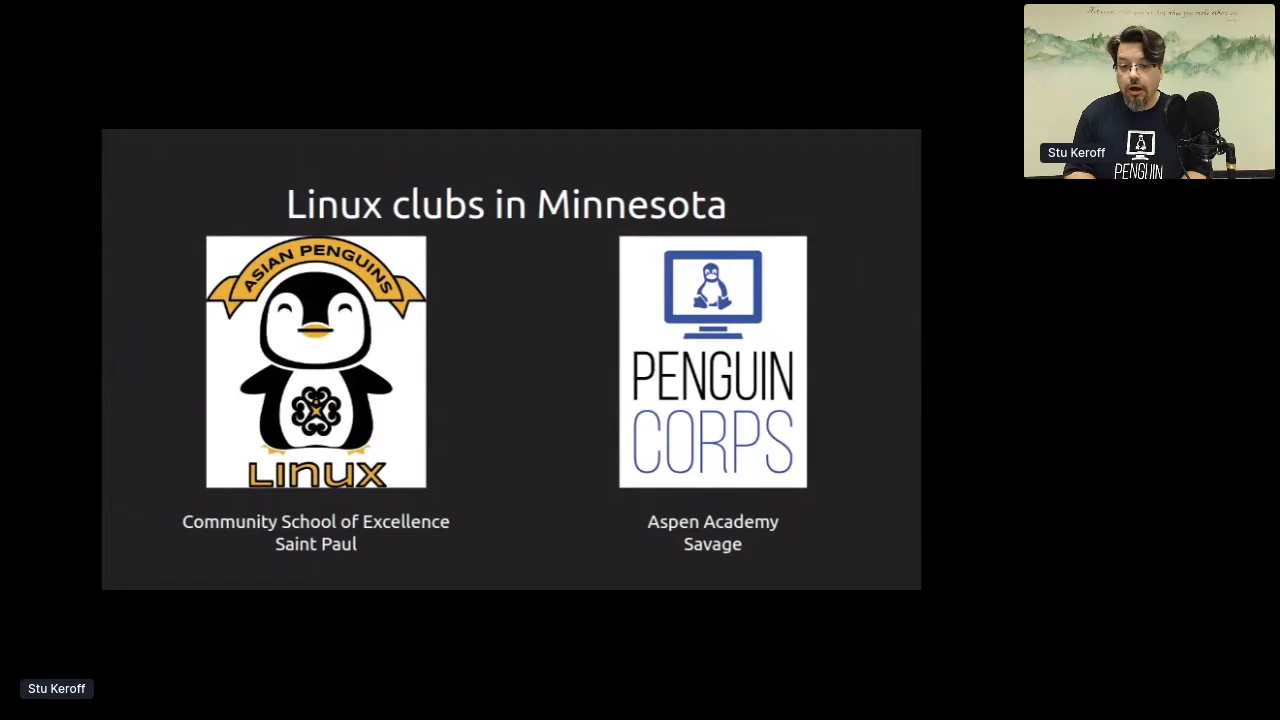 Linux clubs in Minnesota
ASIAN PENGUINS
LINUX
PENGUIN
CORPS
Community School of Excellence
Saint Paul
Aspen Academy
Savage
Stu Keroff
PENGUIN
Stu Keroff